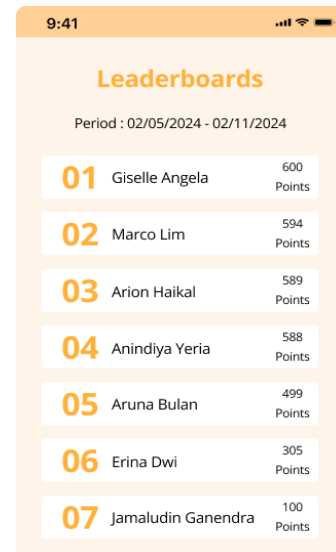 9:41
Leaderboards
Period : 02/05/2024 - 02/11/2024
01 Giselle Angela 600 Points
02 Marco Lim 594 Points
03 Arion Haikal 589 Points
04 Anindiya Yeria 588 Points
05 Aruna Bulan 499 Points
06 Erina Dwi 305 Points
07 Jamaludin Ganendra 100 Points